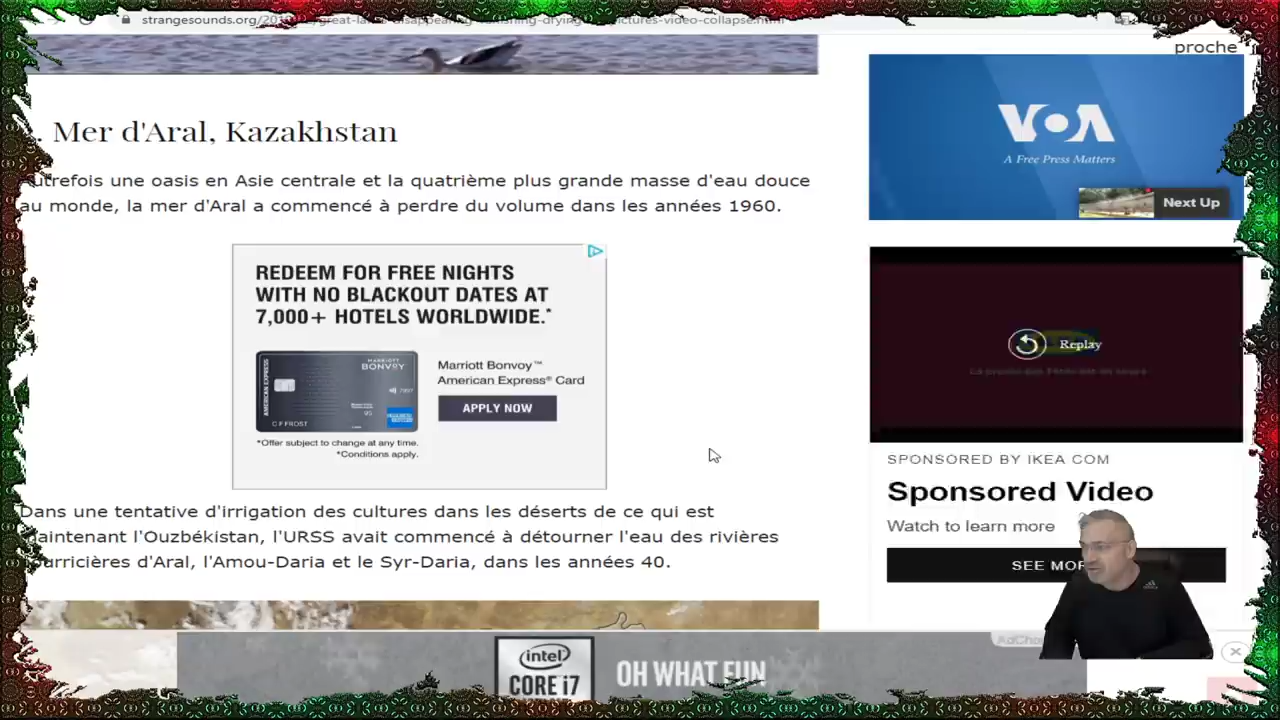 strangesounds.org/
proche
Mer d'Aral, Kazakhstan
utrefois une oasis en Asie centrale et la quatrième plus grande masse d'eau douce
au monde, la mer d'Aral a commencé à perdre du volume dans les années 1960.
VOA
A Free Press Matters
Next Up
REDEEM FOR FREE NIGHTS
WITH NO BLACKOUT DATES AT
7,000+ HOTELS WORLDWIDE.*
AMERICAN EXPRESS
MARRIOTT
BONVOY
C F FROST
Marriott Bonvoy™
American Express® Card
APPLY NOW
*Offer subject to change at any time.
*Conditions apply.
Replay
SPONSORED BY IKEA COM
Sponsored Video
Watch to learn more
SEE MOR
Dans une tentative d'irrigation des cultures dans les déserts de ce qui est
aintenant l'Ouzbékistan, l'URSS avait commencé à détourner l'eau des rivières
urricières d'Aral, l'Amou-Daria et le Syr-Daria, dans les années 40.
intel
CORE i7
OH WHAT FUN
AdCho